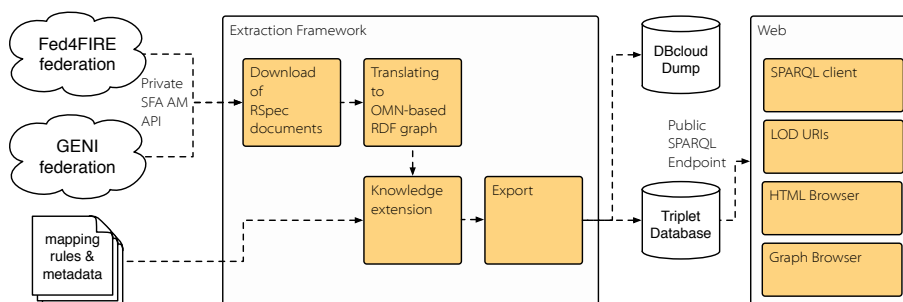 Fed4FIRE
federation
Private
SFA AM
API
GENI
federation
mapping
rules &
metadata
Extraction Framework
Download
of
RSpec
documents
Translating
to
OMN-based
RDF graph
Knowledge
extension
Export
DBcloud
Dump
Public
SPARQL
Endpoint
Triplet
Database
Web
SPARQL client
LOD URIs
HTML Browser
Graph Browser